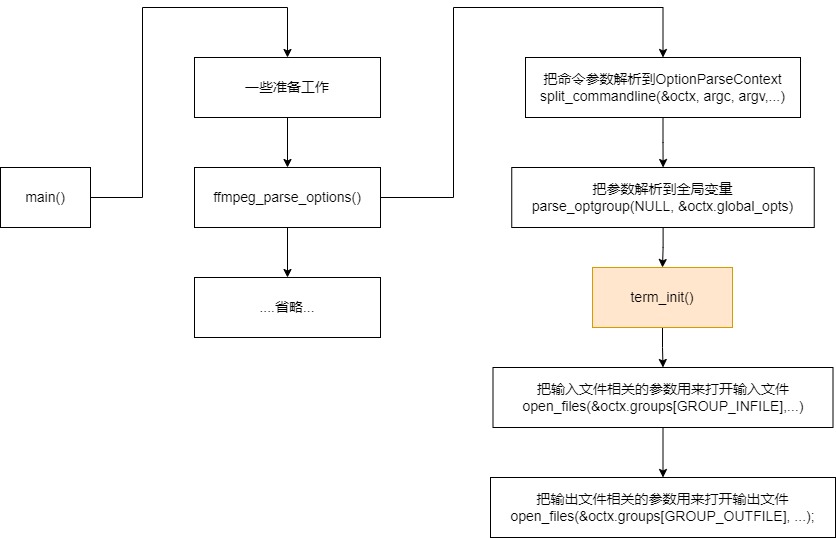 main()
一些准备工作
ffmpeg_parse_options()
....省略...
把命令参数解析到OptionParseContext
split_commandline(&octx, argc, argv,...)
把参数解析到全局变量
parse_optgroup(NULL, &octx.global_opts)
term_init()
把输入文件相关的参数用来打开输入文件
open_files(&octx.groups[GROUP_INFILE],...)
把输出文件相关的参数用来打开输出文件
open_files(&octx.groups[GROUP_OUTFILE], ...);